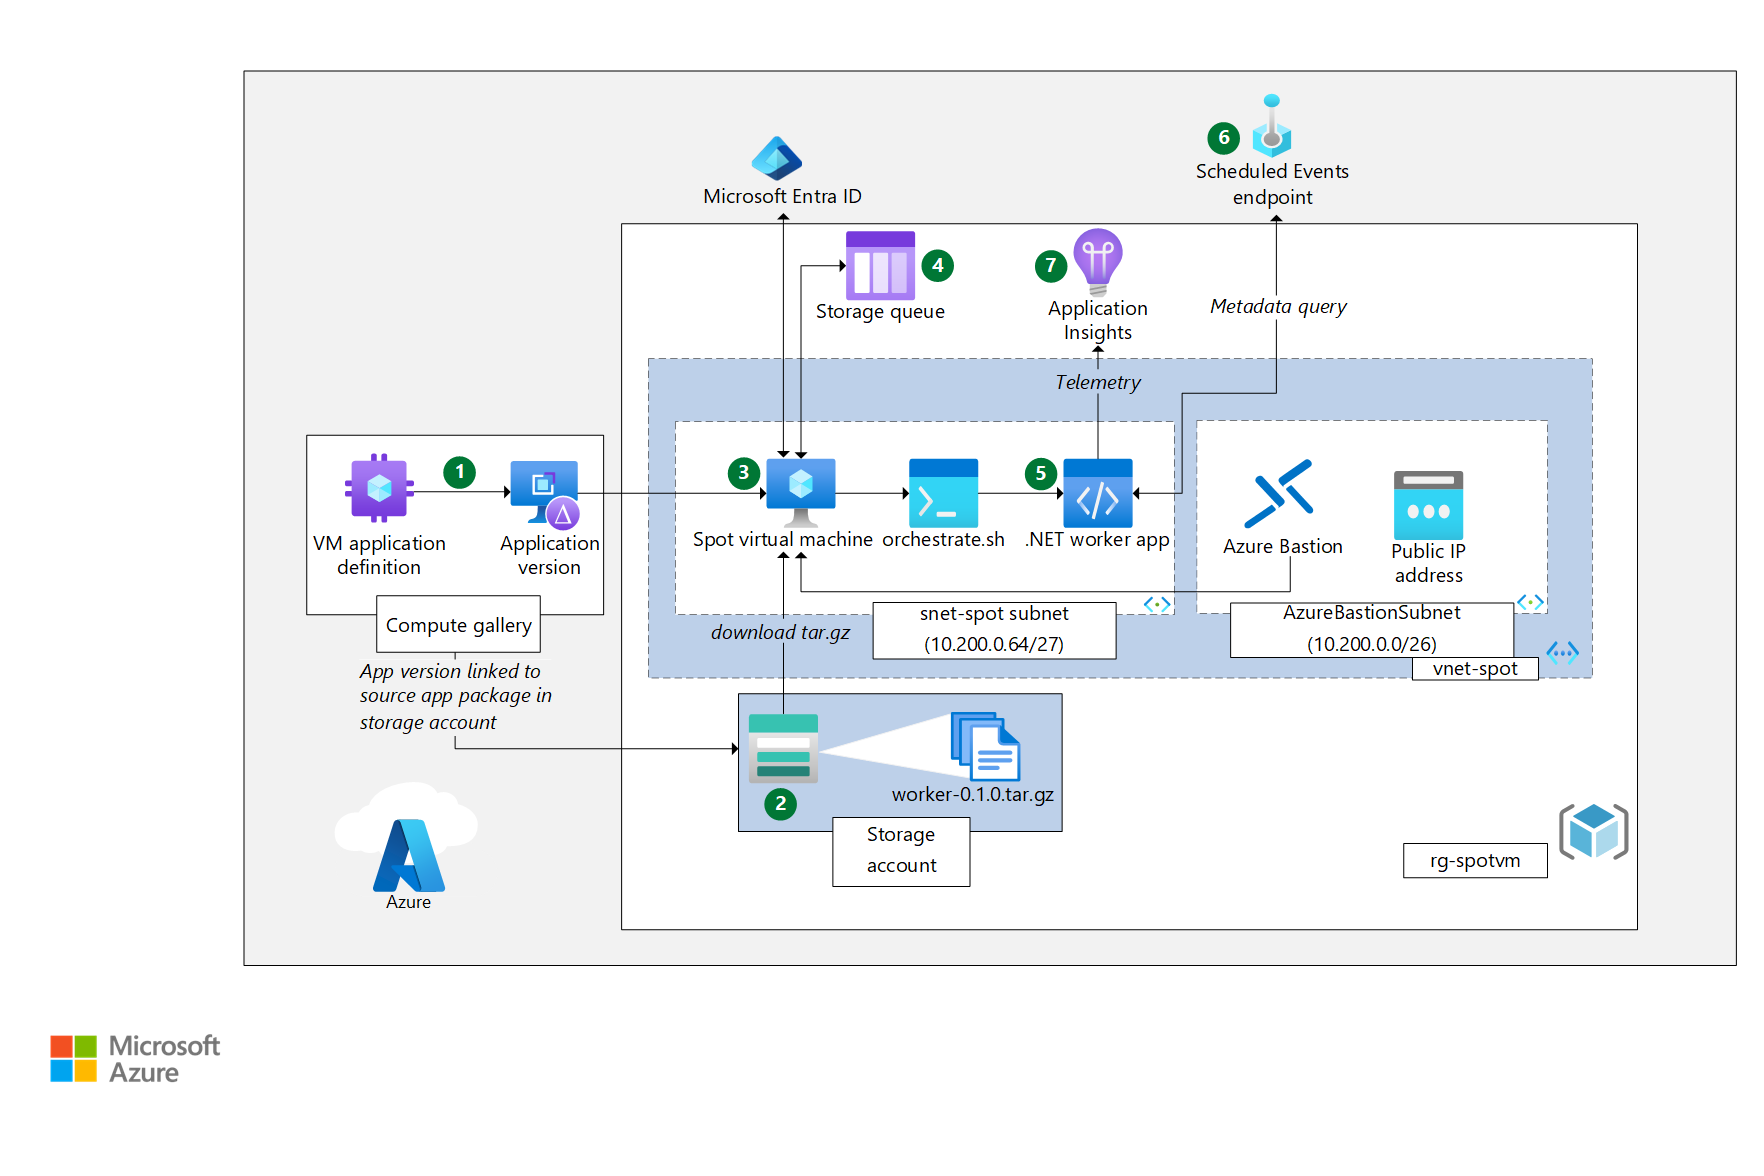 6
Scheduled Events
endpoint
Microsoft Entra ID
4
Storage queue
7
Application
Insights
Metadata query
Telemetry
1
VM application
definition
Application
version
Compute gallery
App version linked to
source app package in
storage account
3
Spot virtual machine
orchestrate.sh
5
.NET worker app
Azure Bastion
Public IP
address
snet-spot subnet
(10.200.0.64/27)
AzureBastionSubnet
(10.200.0.0/26)
vnet-spot
download tar.gz
2
worker-0.1.0.tar.gz
Storage
account
rg-spotvm
Azure
Microsoft
Azure